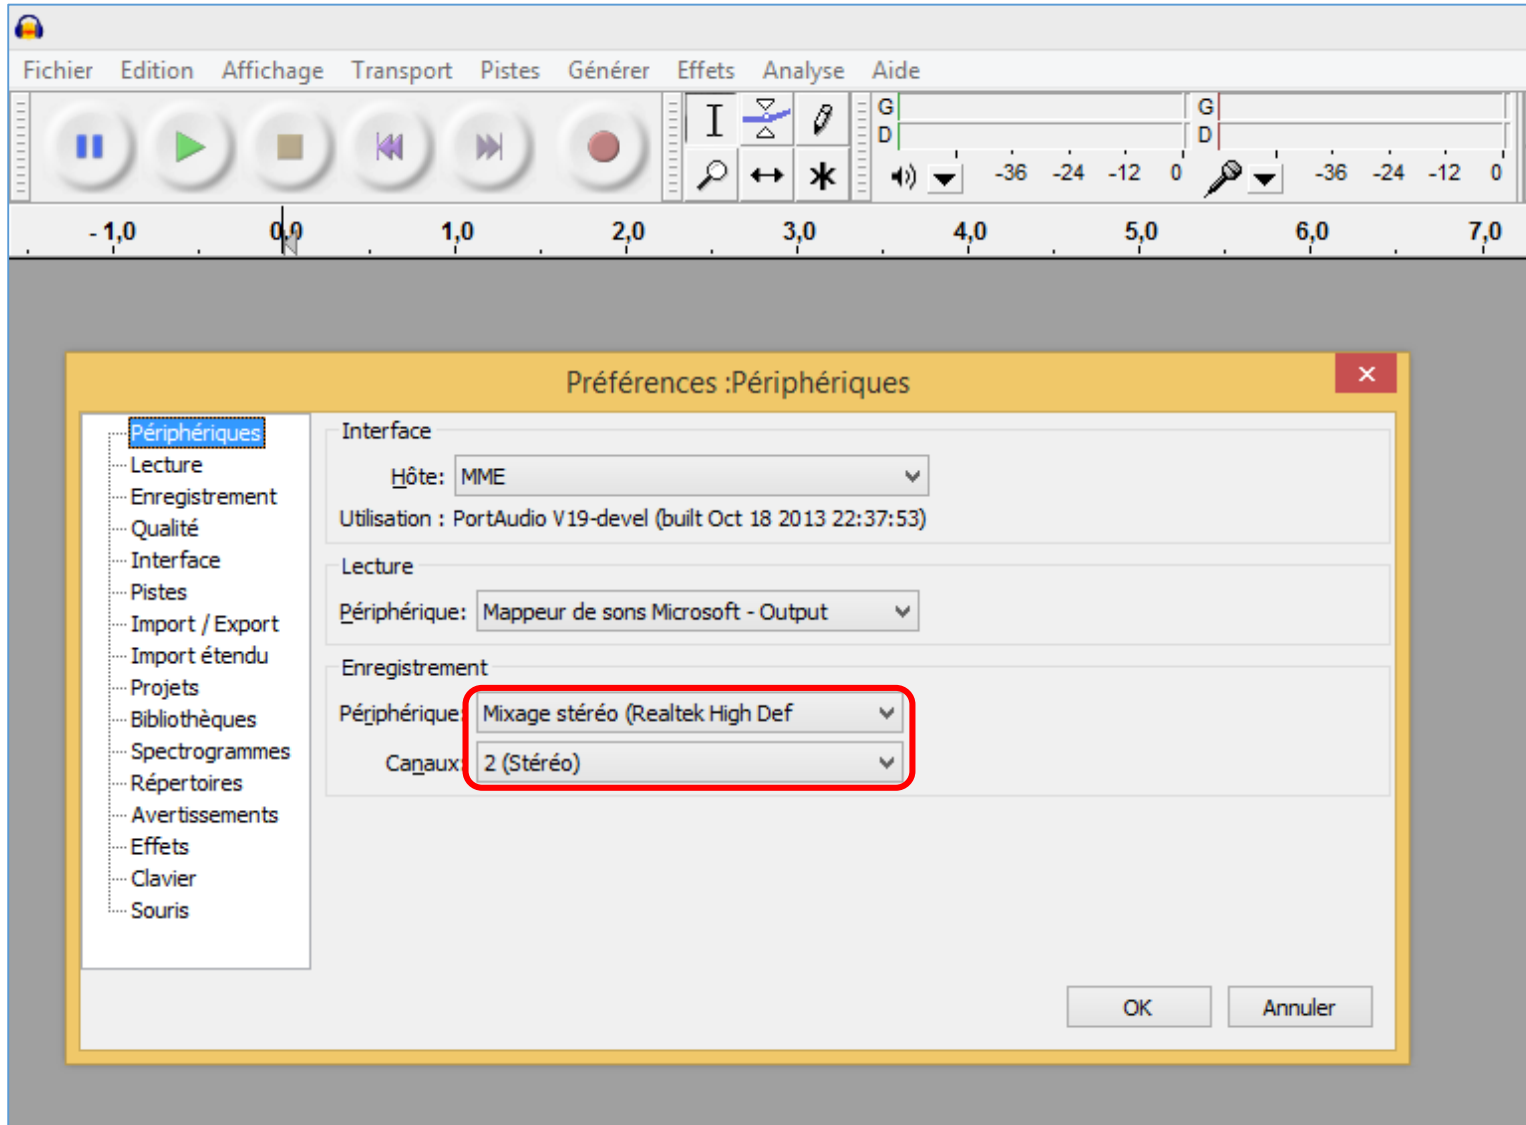 Fichier Edition Affichage Transport Pistes Générer Effets Analyse Aide
G G
D D
-36 -24 -12 0 -36 -24 -12 0
- 1,0 0,0 1,0 2,0 3,0 4,0 5,0 6,0 7,0
Préférences :Périphériques
Périphériques
Lecture
Enregistrement
Qualité
Interface
Pistes
Import / Export
Import étendu
Projets
Bibliothèques
Spectrogrammes
Répertoires
Avertissements
Effets
Clavier
Souris
Interface
Hôte: MME
Utilisation : PortAudio V19-devel (built Oct 18 2013 22:37:53)
Lecture
Périphérique: Mappeur de sons Microsoft - Output
Enregistrement
Périphérique: Mixage stéréo (Realtek High Def
Canaux: 2 (Stéréo)
OK Annuler